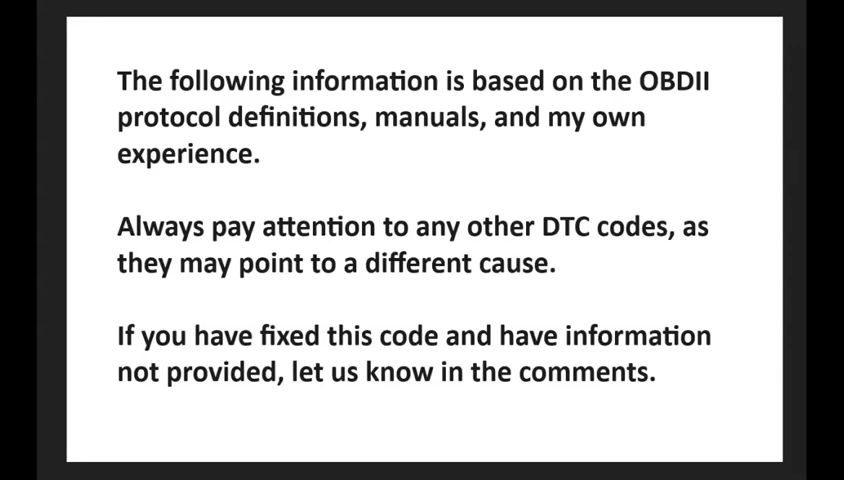 The following information is based on the OBDII
protocol definitions, manuals, and my own
experience.
Always pay attention to any other DTC codes, as
they may point to a different cause.
If you have fixed this code and have information
not provided, let us know in the comments.